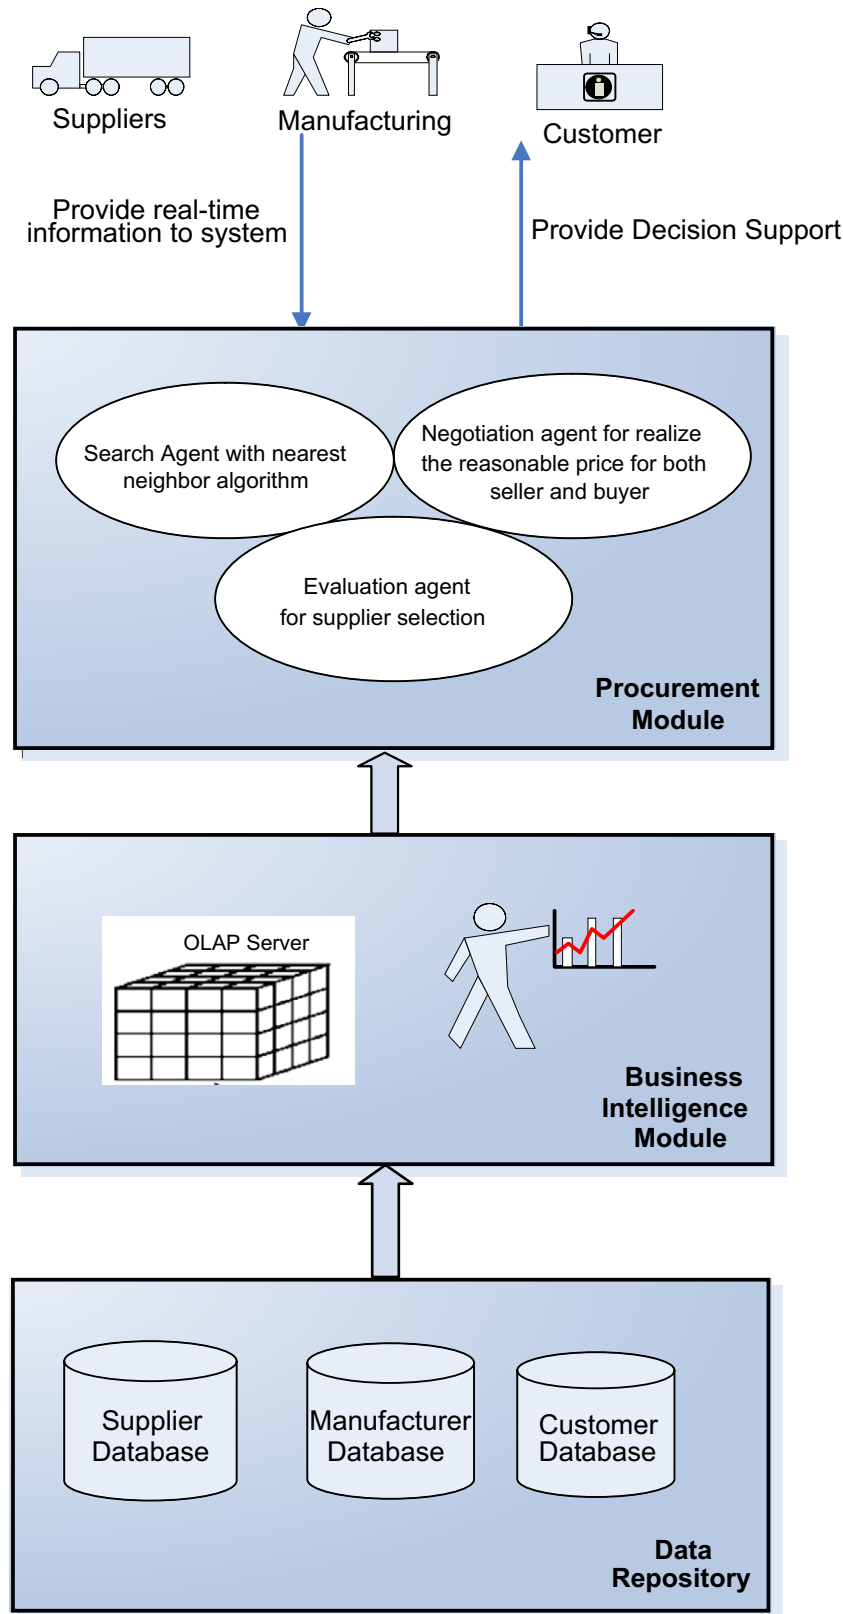 Suppliers
Manufacturing
Customer
Provide real-time
information to system
Provide Decision Support
Search Agent with nearest
neighbor algorithm
Negotiation agent for realize
the reasonable price for both
seller and buyer
Evaluation agent
for supplier selection
Procurement
Module
OLAP Server
Business
Intelligence
Module
Supplier
Database
Manufacturer
Database
Customer
Database
Data
Repository